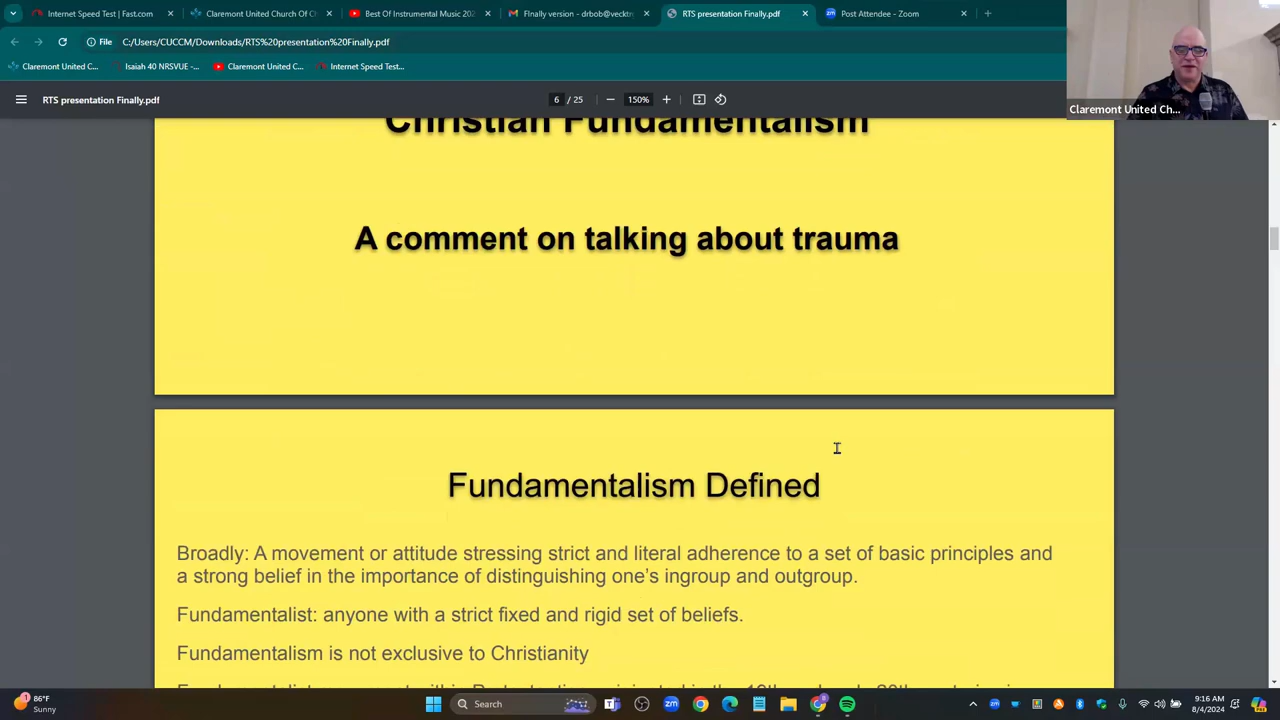 Internet Speed Test | Fast.com
Claremont United Church Of Ch
Best Of Instrumental Music 202
Finally version - drbob@vecktro
RTS presentation Finally.pdf
Post Attendee - Zoom
File
C:/Users/CUCCM/Downloads/RTS%20presentation%20Finally.pdf
Claremont United C...
Isaiah 40 NRSVUE -...
Claremont United C...
Internet Speed Test...
RTS presentation Finally.pdf
6 / 25
150%
Claremont United Ch...
Christian Fundamentalism
A comment on talking about trauma
Fundamentalism Defined
Broadly: A movement or attitude stressing strict and literal adherence to a set of basic principles and
a strong belief in the importance of distinguishing one's ingroup and outgroup.
Fundamentalist: anyone with a strict fixed and rigid set of beliefs.
Fundamentalism is not exclusive to Christianity
86°F
Sunny
Search
9:16 AM
8/4/2024